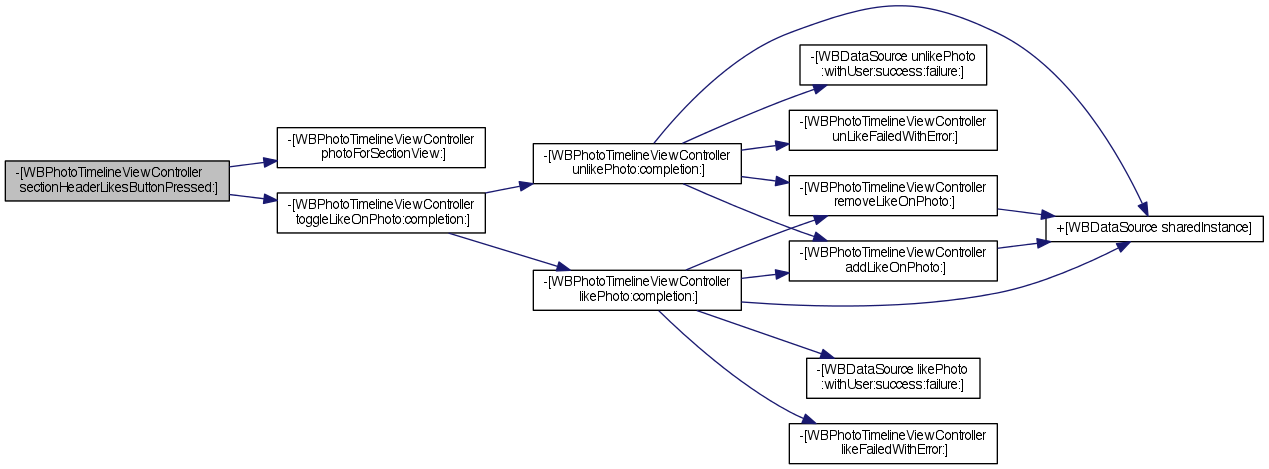 -[WBPhotoTimelineViewController
sectionHeaderLikesButtonPressed:]
-[WBPhotoTimelineViewController
photoForSectionView:]
-[WBPhotoTimelineViewController
toggleLikeOnPhoto:completion:]
-[WBPhotoTimelineViewController
unlikePhoto:completion:]
-[WBPhotoTimelineViewController
likePhoto:completion:]
-[WBDataSource unlikePhoto
:withUser:success:failure:]
-[WBPhotoTimelineViewController
unLikeFailedWithError:]
-[WBPhotoTimelineViewController
removeLikeOnPhoto:]
-[WBPhotoTimelineViewController
addLikeOnPhoto:]
-[WBDataSource likePhoto
:withUser:success:failure:]
-[WBPhotoTimelineViewController
likeFailedWithError:]
+[WBDataSource sharedInstance]